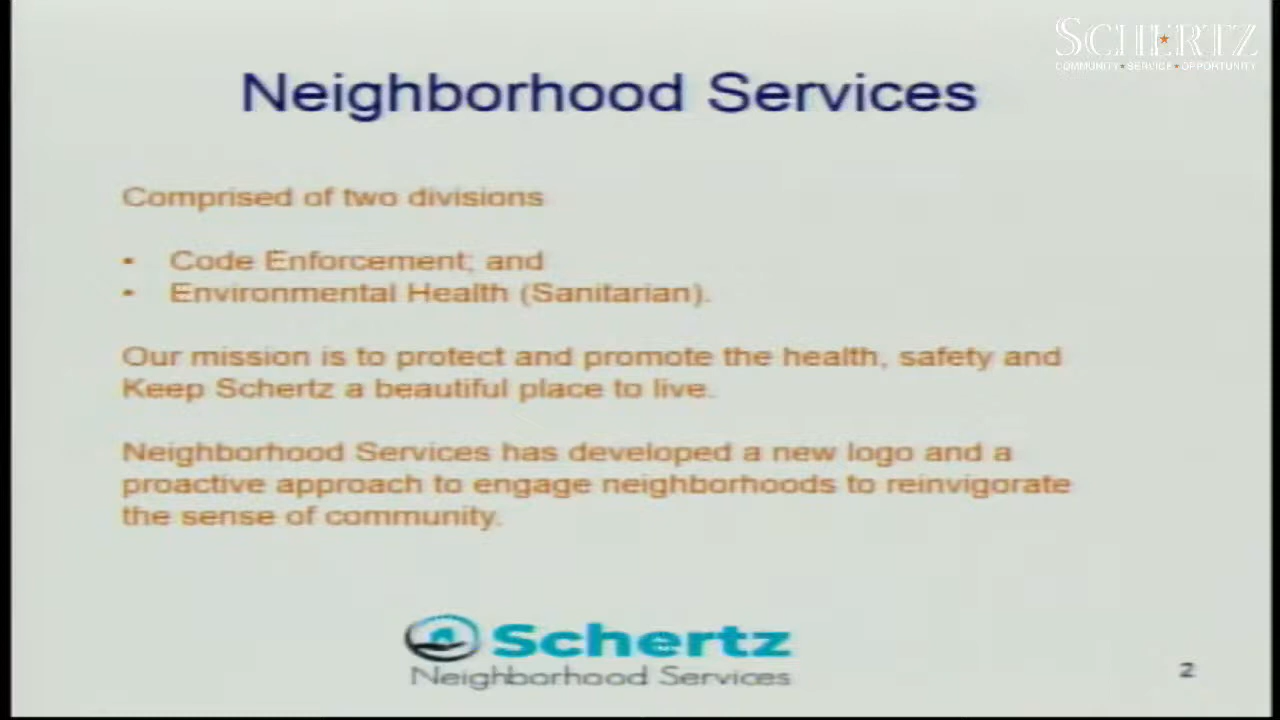 SCHERTZ
COMMUNITY★SERVICE★OPPORTUNITY
Neighborhood Services
Comprised of two divisions
• Code Enforcement; and
• Environmental Health (Sanitarian).
Our mission is to protect and promote the health, safety and
Keep Schertz a beautiful place to live.
Neighborhood Services has developed a new logo and a
proactive approach to engage neighborhoods to reinvigorate
the sense of community.
Schertz
Neighborhood Services
2